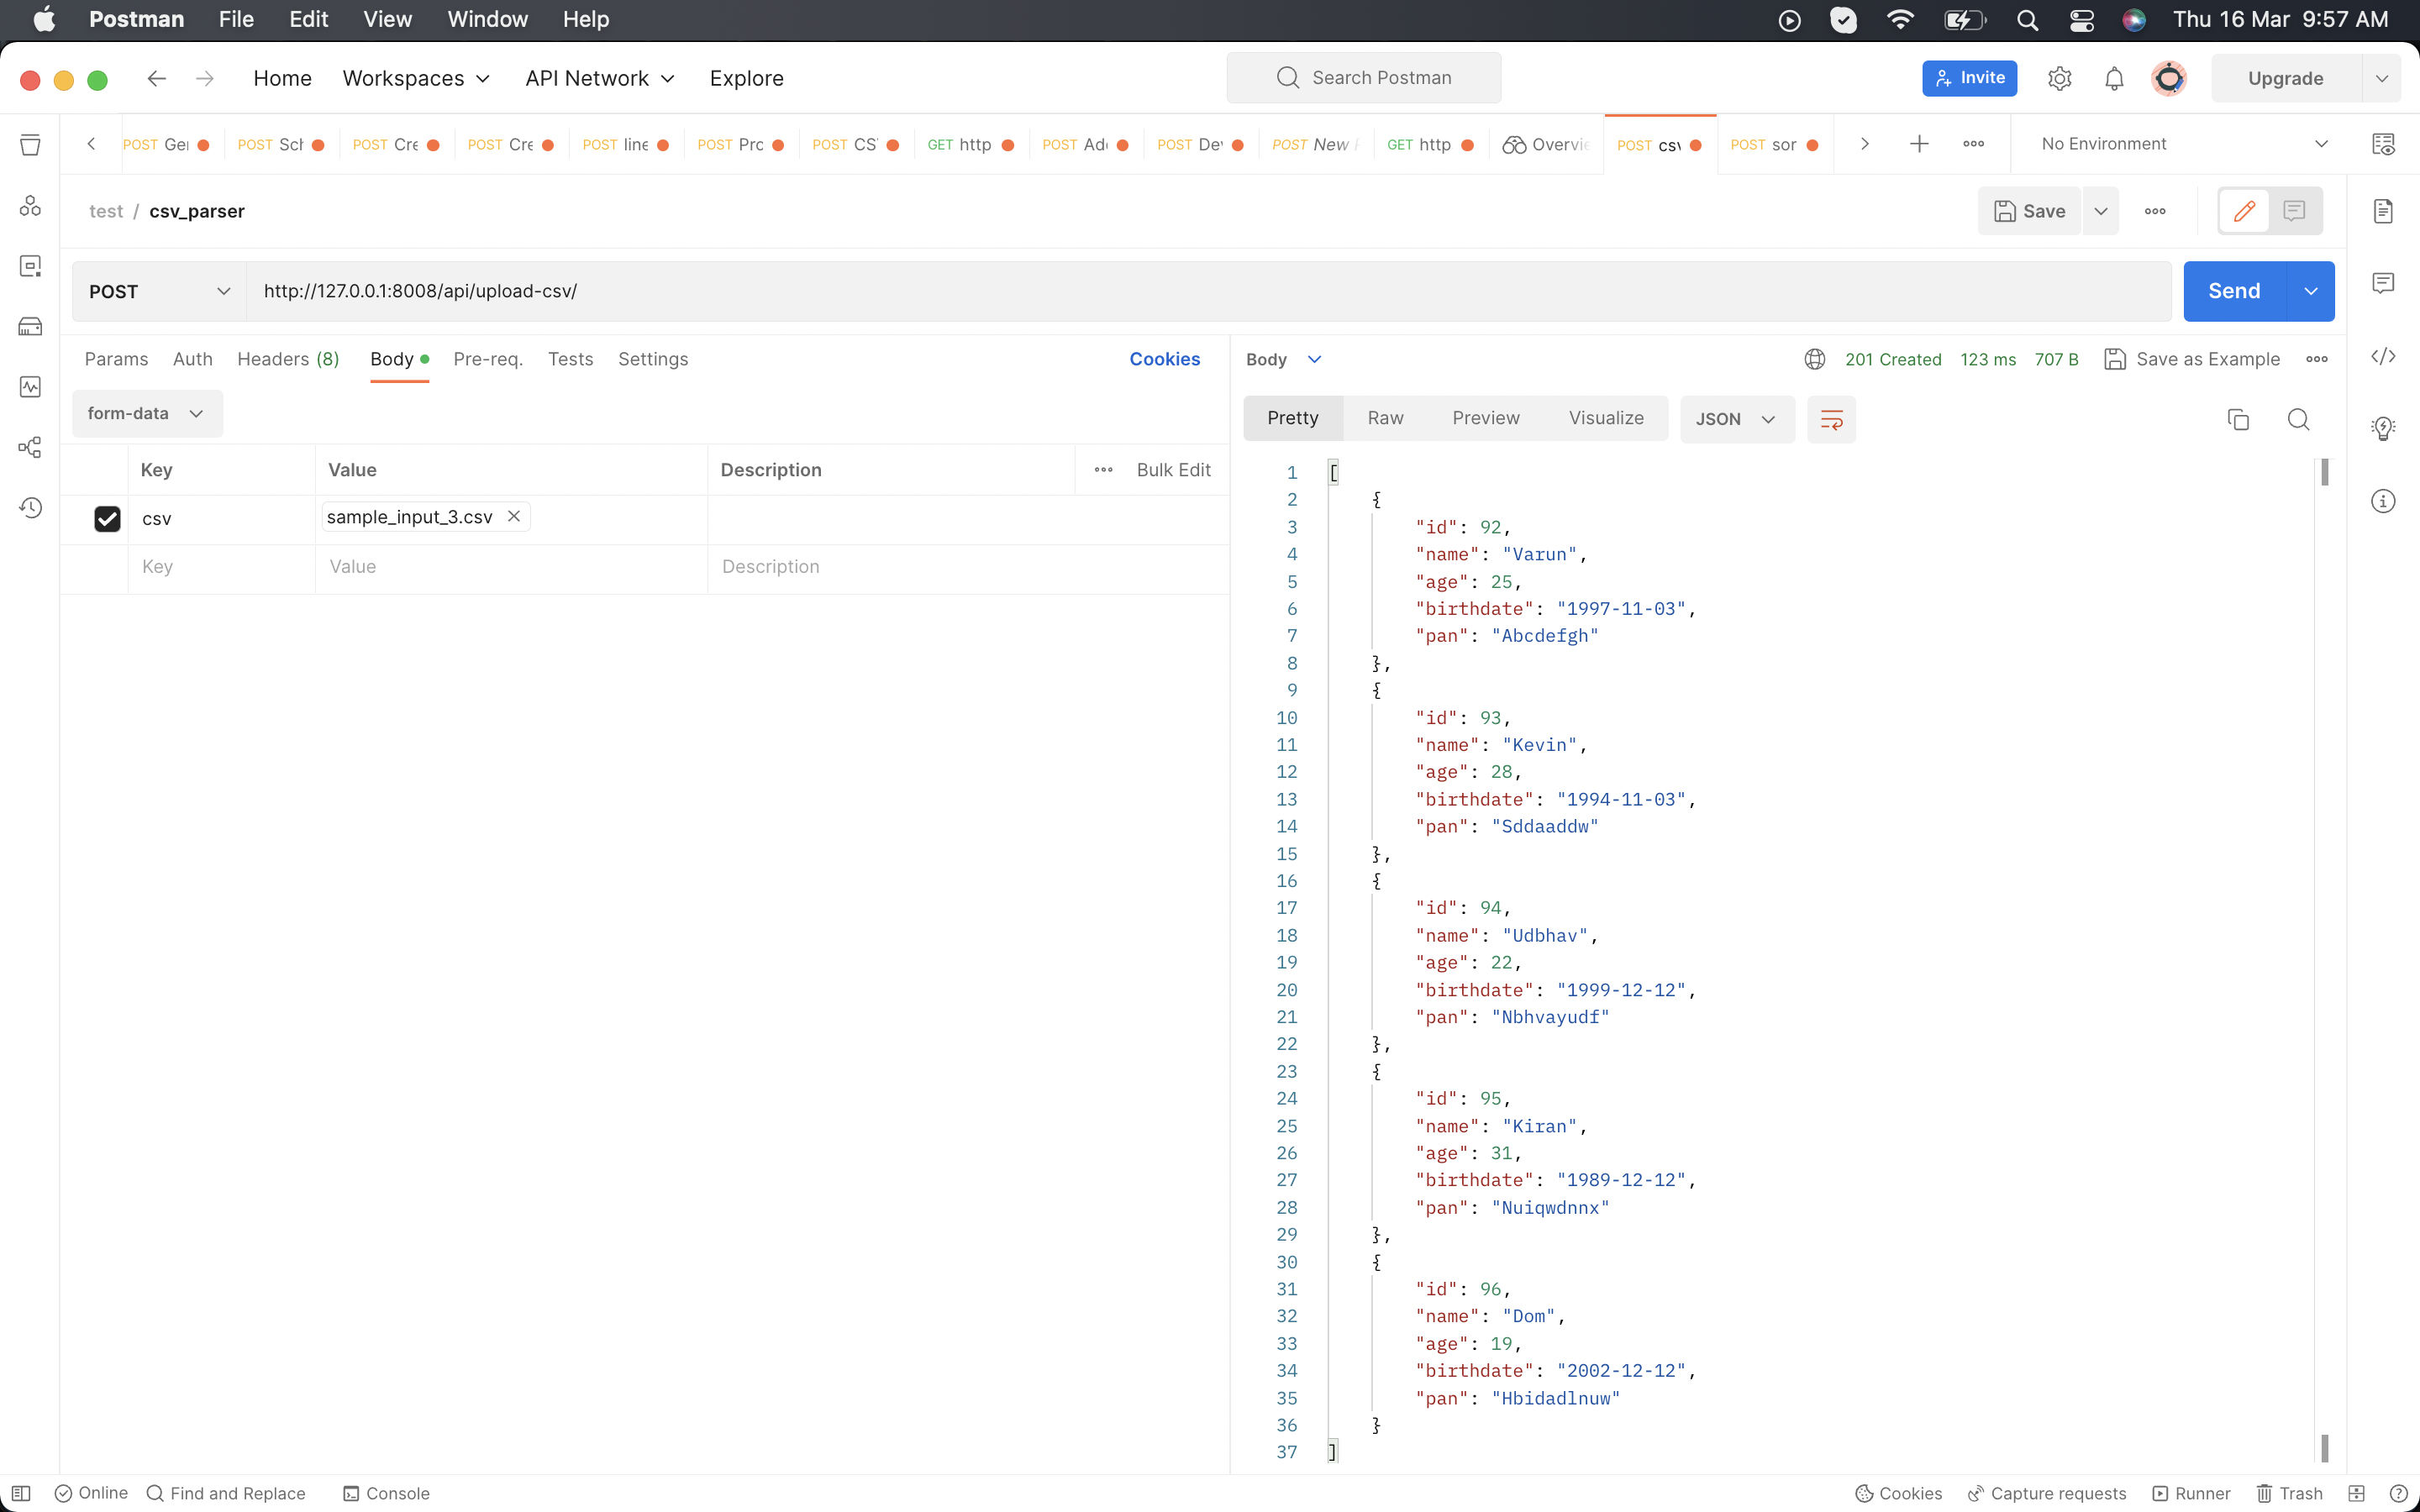 Postman File Edit View Window Help Thu 16 Mar 9:57 AM
Home Workspaces API Network Explore Search Postman Invite Upgrade
POST Ger POST Sch POST Cre POST Cre POST line POST Prc POST CS GET http POST Add POST Dev POST New GET http Overvie POST csv POST sor No Environment
test / csv_parser Save
POST http://127.0.0.1:8008/api/upload-csv/ Send
Params Auth Headers (8) Body Pre-req. Tests Settings Cookies
form-data
Key Value Description Bulk Edit
csv sample_input_3.csv
Key Value Description
Body 201 Created 123 ms 707 B Save as Example
Pretty Raw Preview Visualize JSON
1 [
2 {
3 "id": 92,
4 "name": "Varun",
5 "age": 25,
6 "birthdate": "1997-11-03",
7 "pan": "Abcdefgh"
8 },
9 {
10 "id": 93,
11 "name": "Kevin",
12 "age": 28,
13 "birthdate": "1994-11-03",
14 "pan": "Sddaaddw"
15 },
16 {
17 "id": 94,
18 "name": "Udbhav",
19 "age": 22,
20 "birthdate": "1999-12-12",
21 "pan": "Nbhvayudf"
22 },
23 {
24 "id": 95,
25 "name": "Kiran",
26 "age": 31,
27 "birthdate": "1989-12-12",
28 "pan": "Nuiqwdnnx"
29 },
30 {
31 "id": 96,
32 "name": "Dom",
33 "age": 19,
34 "birthdate": "2002-12-12",
35 "pan": "Hbidadlnuw"
36 }
37 ]
Online Find and Replace Console Cookies Capture requests Runner Trash